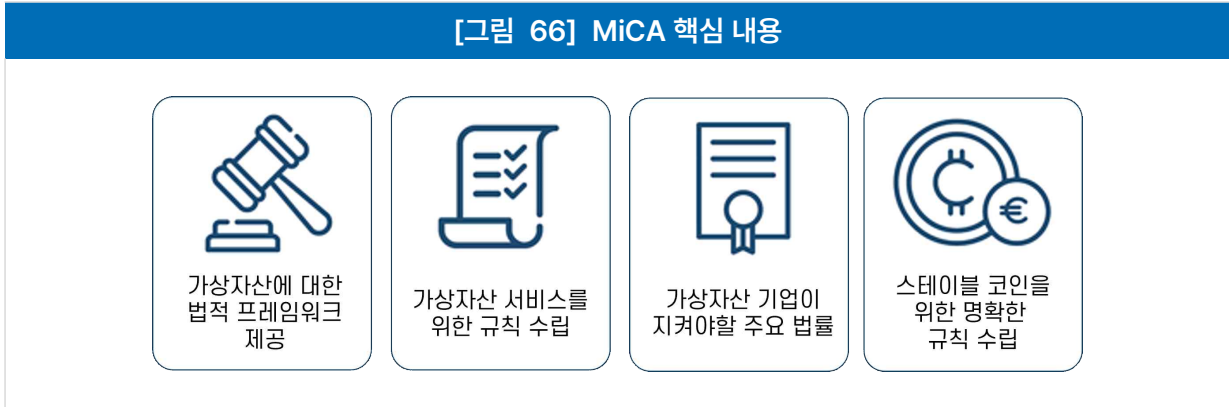 [그림 66] MiCA 핵심 내용
가상자산에 대한
법적 프레임워크
제공
가상자산 서비스를
위한 규칙 수립
가상자산 기업이
지켜야할 주요 법률
스테이블 코인을
위한 명확한
규칙 수립